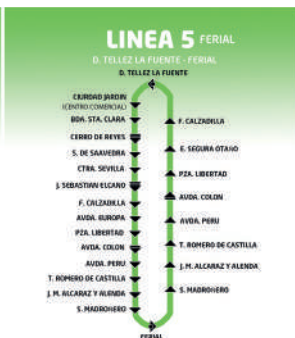 LINEA 5 FERIAL
D. TELLEZ LA FUENTE - FERIAL
D. TELLEZ LA FUENTE
CIUROAO JARDIN
(CENTRO COMERCIAL)
BDA. STA. CLARA
CERRO DE REYES
S. DE SAAVEDRA
CTRA. SEVILLA
J. SEBASTIAN ELCANO
F. CALZADILLA
AVDA. EUROPA
PZA. LIBERTAD
AVDA. COLON
AVDA. PERU
T. ROMERO DE CASTILLA
J. M. ALCARAZ Y ALENDA
S. MADROÑERO
F. CALZADILLA
E. SEGURA OTAÑO
PZA. LIBERTAD
AVDA. COLON
AVDA. PERU
T. ROMERO DE CASTILLA
J. M. ALCARAZ Y ALENDA
S. MADROÑERO
FERIAL